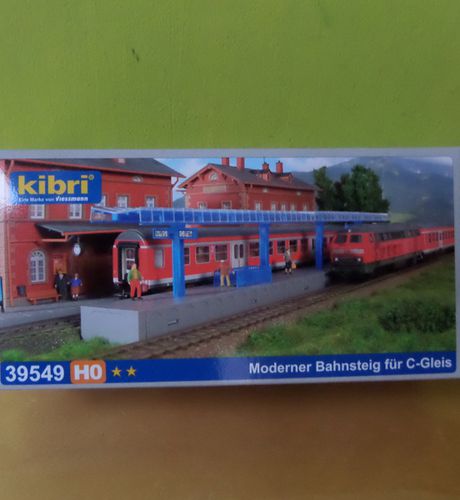 kibri
Eine Marke von Viessmann
39549 H0
Moderner Bahnsteig für C-Gleis